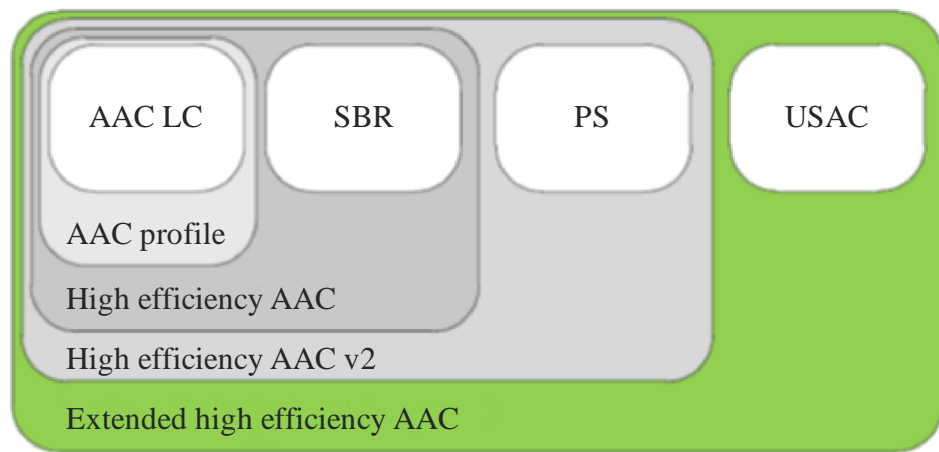 AAC LC
SBR
PS
USAC
AAC profile
High efficiency AAC
High efficiency AAC v2
Extended high efficiency AAC